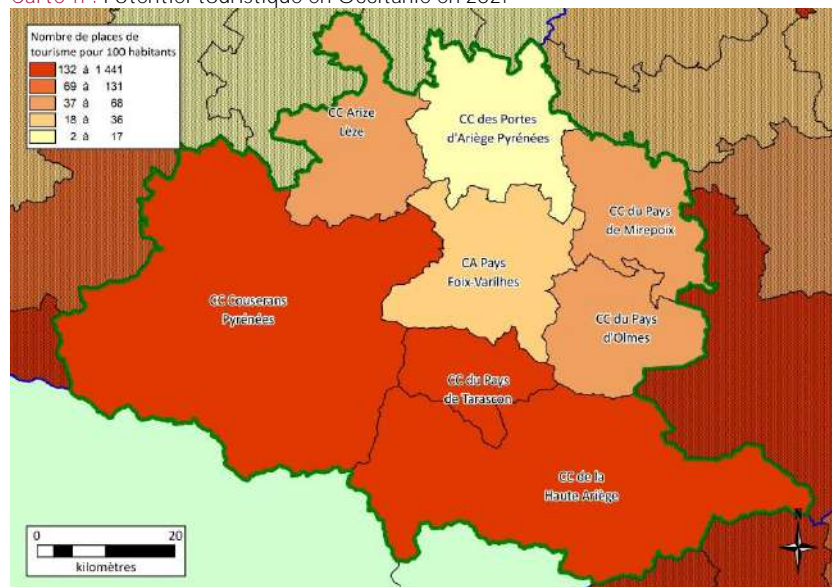 Carte n° : Potentiel touristique en Occitanie en 2021
Nombre de places de
tourisme pour 100 habitants
132 à 1 441
69 à 131
37 à 68
18 à 36
2 à 17
CC Arize
Lèze
CC des Portes
d'Ariège Pyrénées
CC du Pays
de Mirepoix
CA Pays
Foix-Varilhes
CC Couserans
Pyrénées
CC du Pays
d'Olmes
CC du Pays
de Tarascon
CC de la
Haute Ariège
0 20
kilomètres
N